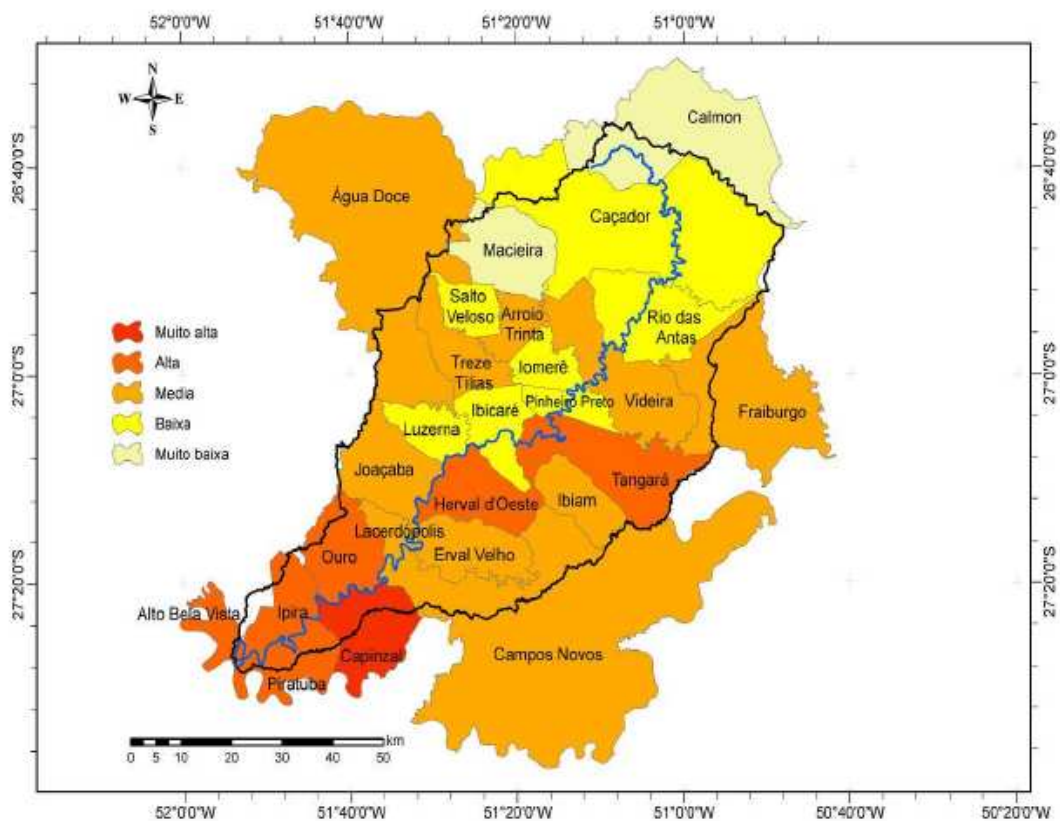 52°0'0"W 51°40'0"W 51°20'0"W 51°0'0"W
N
W E
S
26°40'0"S
26°40'0"S
Calmon
Água Doce
Caçador
Macieira
Salto
Veloso
Arroio
Trinta
Rio das
Antas
Muito alta
Alta
Media
Baixa
Muito baixa
27°0'0"S
27°0'0"S
Treze
Tílias
Iomerê
Ibicaré
Pinheiro Preto
Videira
Fraiburgo
Luzerna
Joaçaba
Tangará
Herval d'Oeste
Ibiam
Lacerdópolis
Ouro
Erval Velho
27°20'0"S
27°20'0"S
Alto Bela Vista
Ipira
Capinzal
Campos Novos
Piratuba
km
0 5 10 20 30 40 50
52°0'0"W 51°40'0"W 51°20'0"W 51°0'0"W 50°40'0"W 50°20'0"W